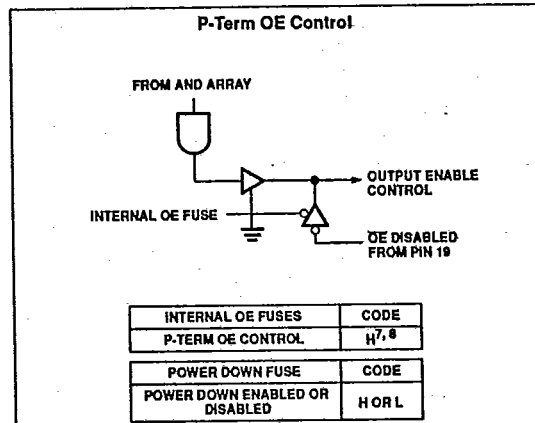 P-Term OE Control
FROM AND ARRAY
OUTPUT ENABLE
CONTROL
INTERNAL OE FUSE
OE DISABLED
FROM PIN 19
INTERNAL OE FUSES CODE
P-TERM OE CONTROL H7, 8
POWER DOWN FUSE CODE
POWER DOWN ENABLED OR
DISABLED H OR L